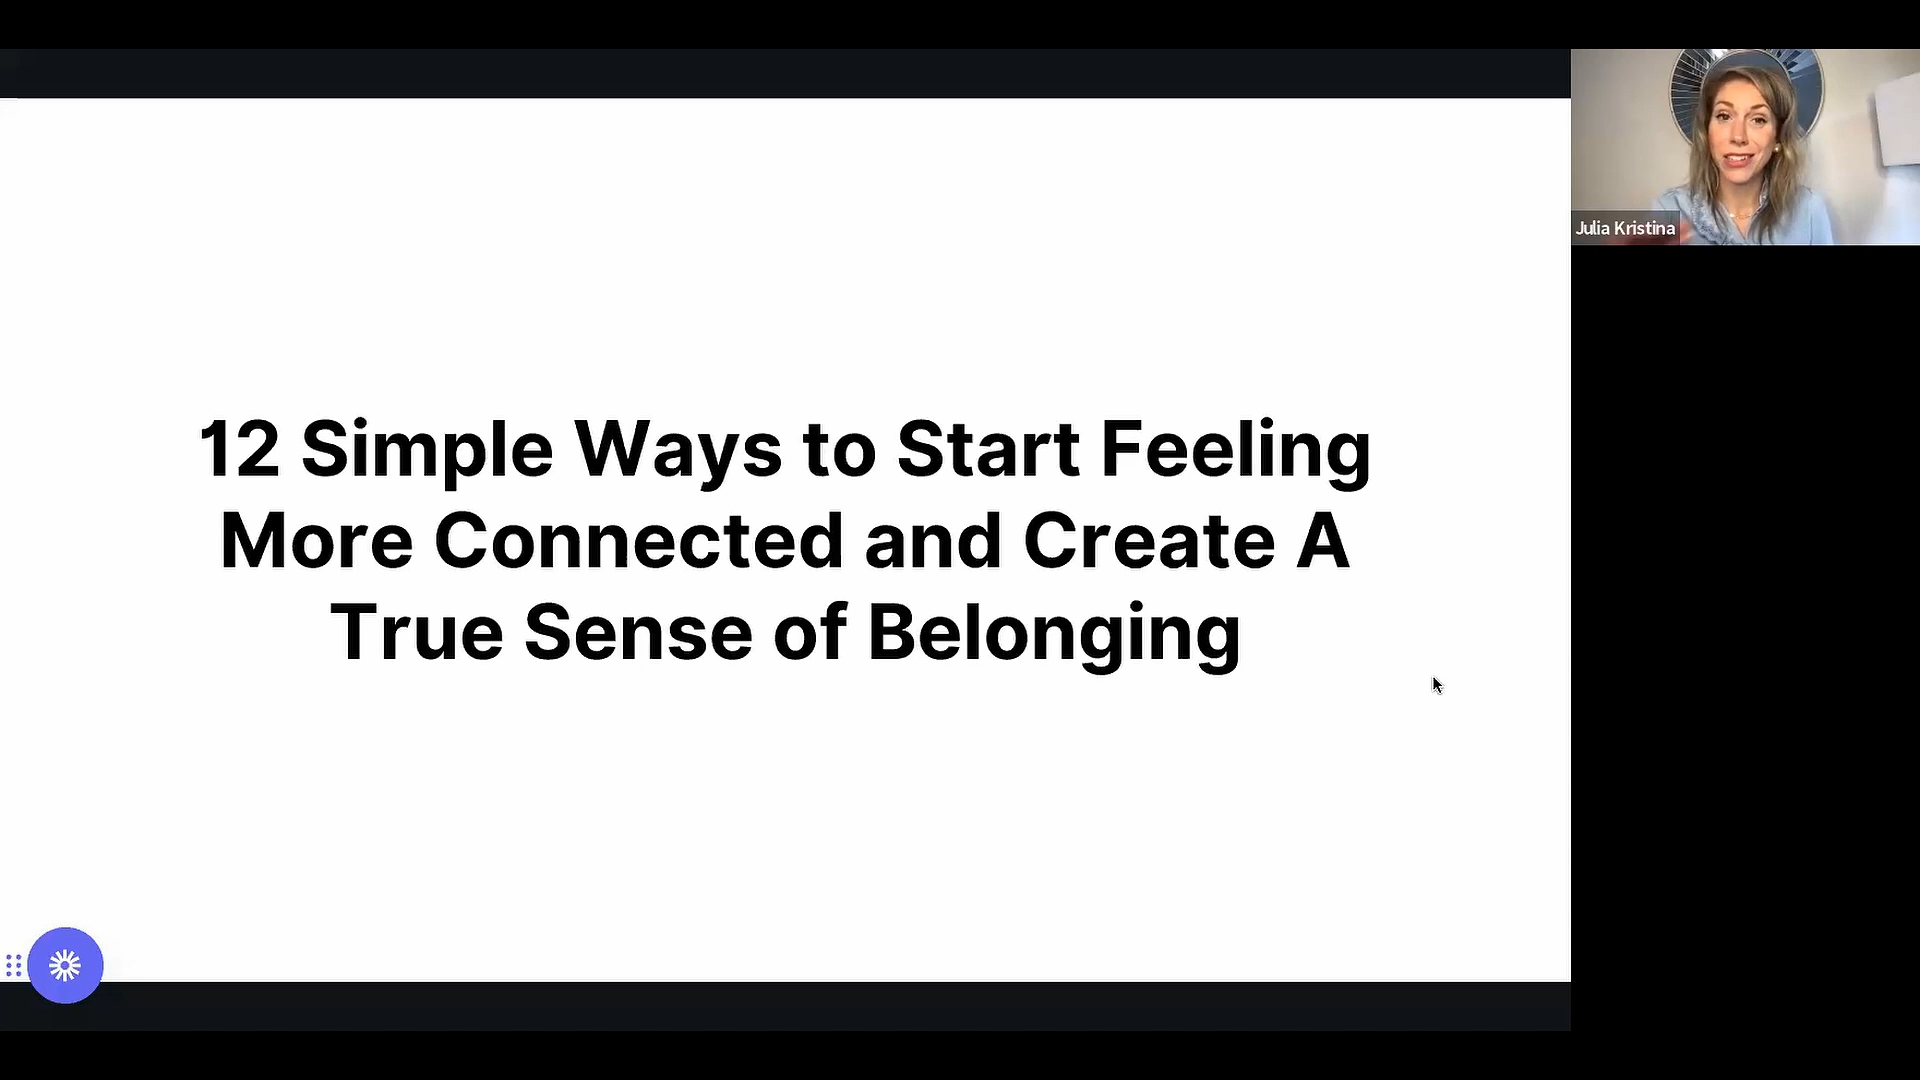 12 Simple Ways to Start Feeling
More Connected and Create A
True Sense of Belonging
Julia Kristina